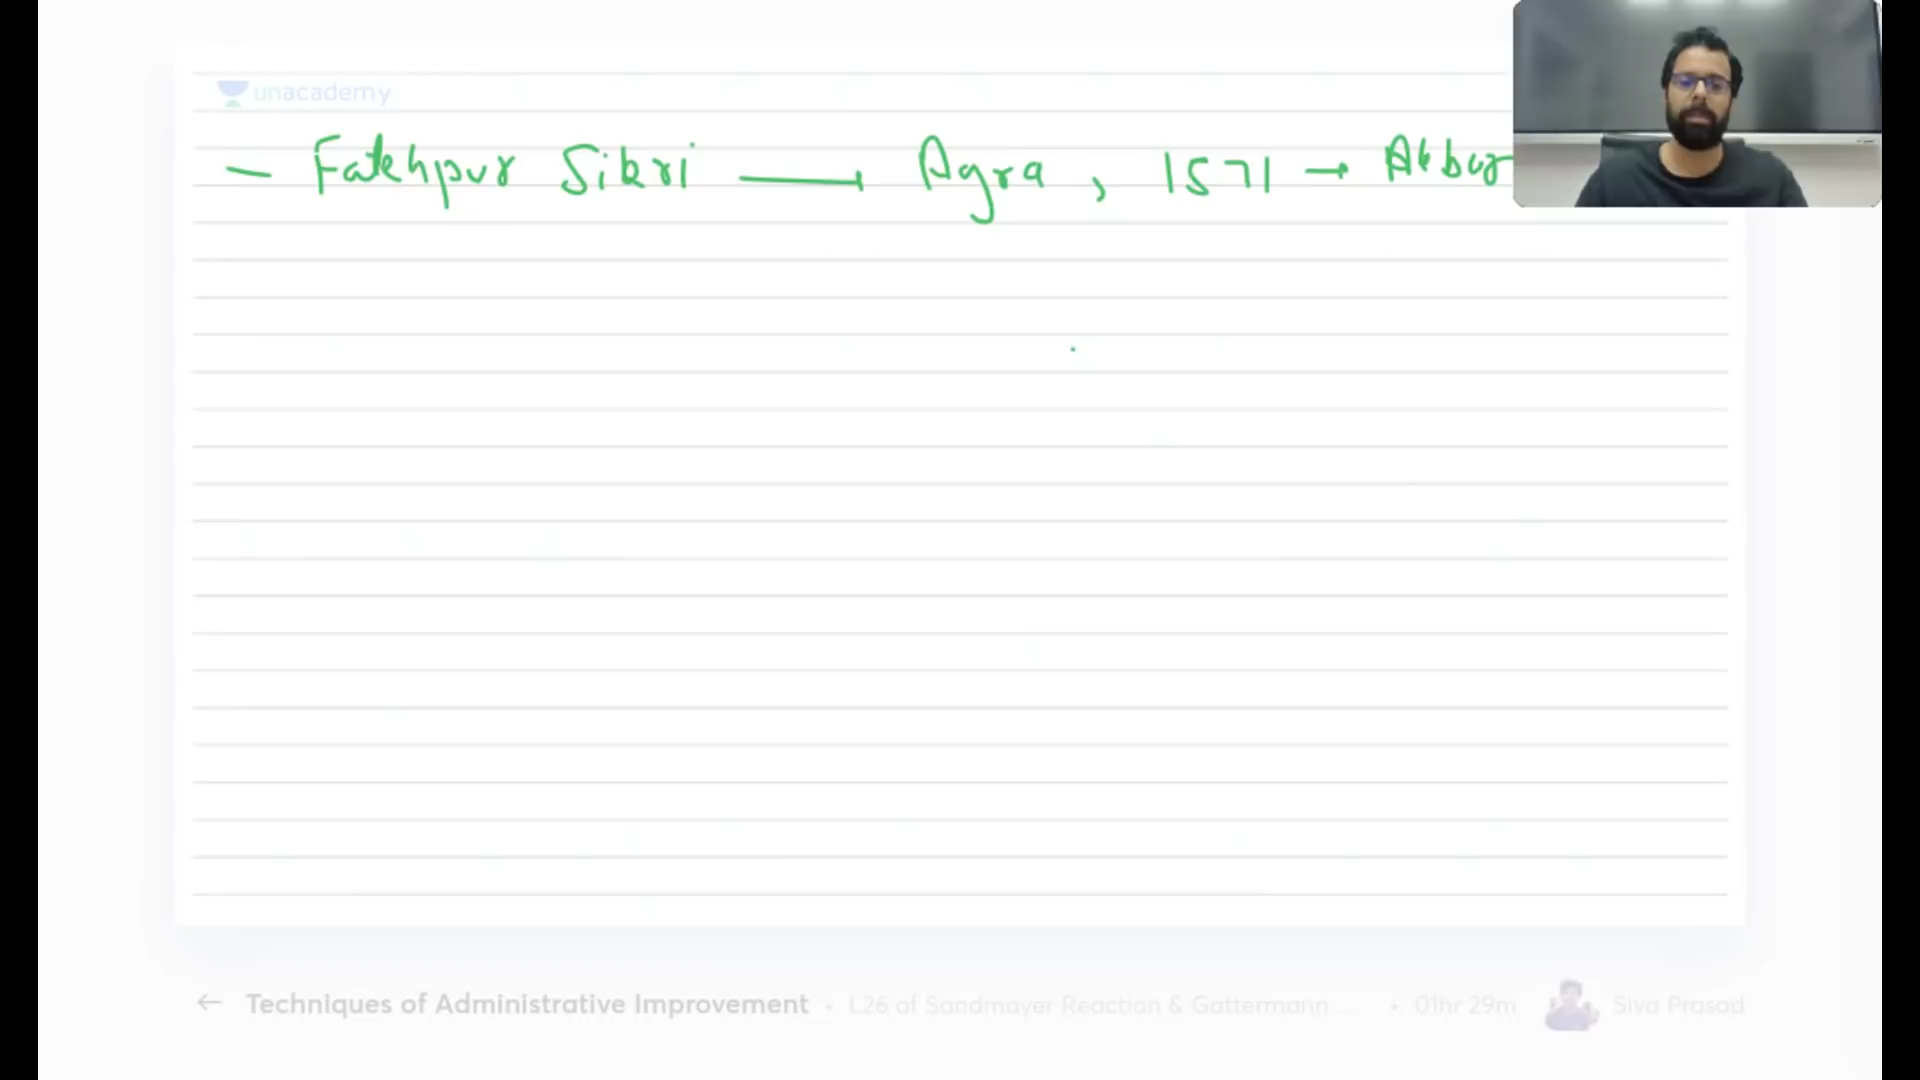 unacademy
— Fatehpur Sikri → Agra, 1571 → Akbar
← Techniques of Administrative Improvement • L26 of Sandmayer Reaction & Gattermann ... • 01hr 29m Siva Prasad